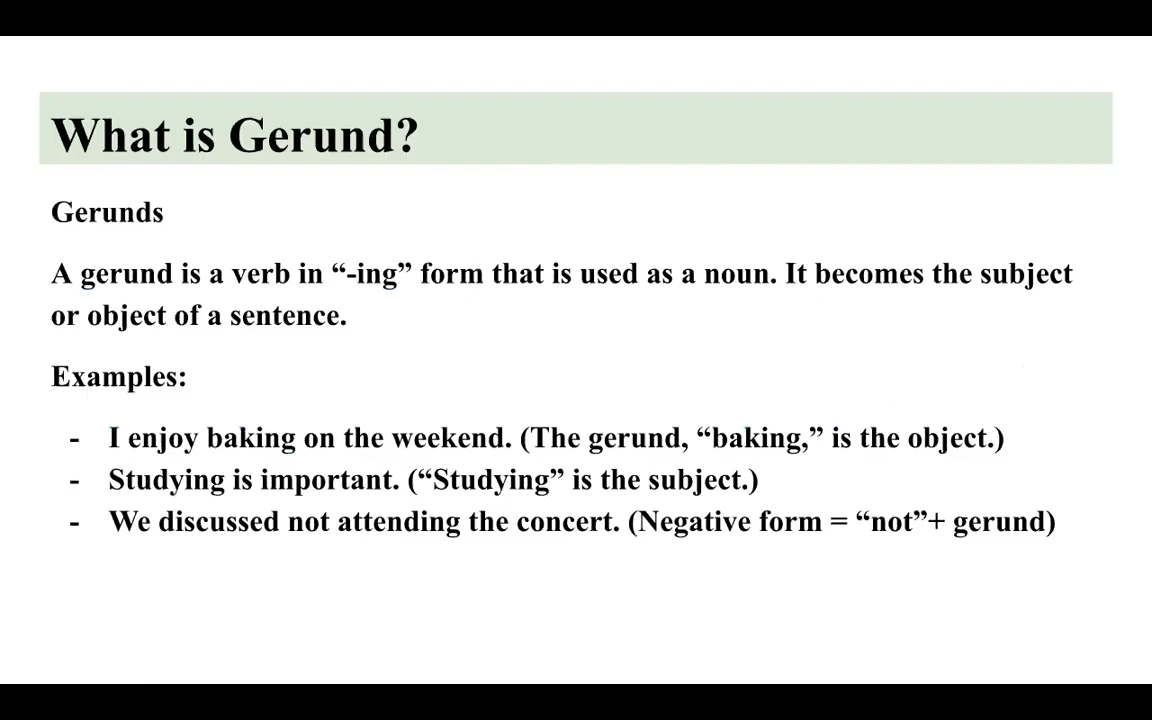 What is Gerund?
Gerunds
A gerund is a verb in “-ing” form that is used as a noun. It becomes the subject
or object of a sentence.
Examples:
- I enjoy baking on the weekend. (The gerund, “baking,” is the object.)
- Studying is important. (“Studying” is the subject.)
- We discussed not attending the concert. (Negative form = “not”+ gerund)